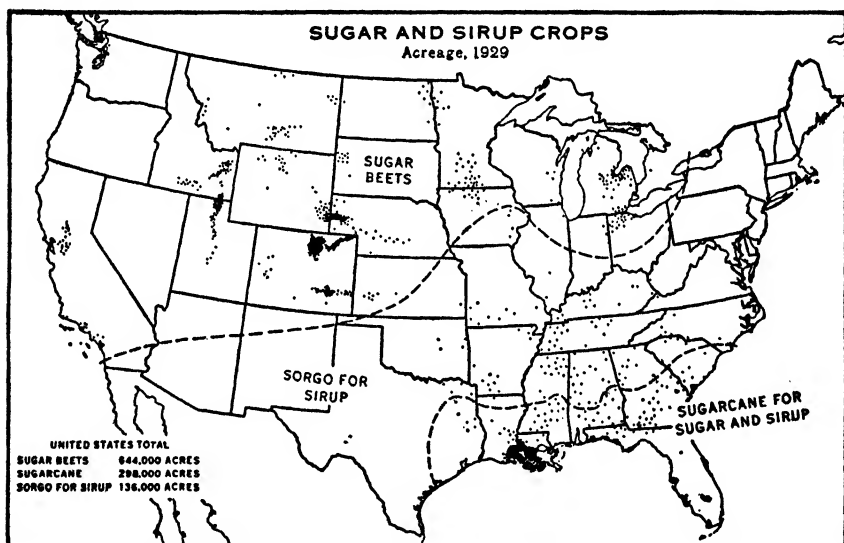 SUGAR AND SIRUP CROPS
Acreage, 1929
SUGAR
BEETS
SORGO FOR
SIRUP
SUGARCANE FOR
SUGAR AND SIRUP
UNITED STATES TOTAL
SUGAR BEETS 644,000 ACRES
SUGARCANE 298,000 ACRES
SORGO FOR SIRUP 136,000 ACRES